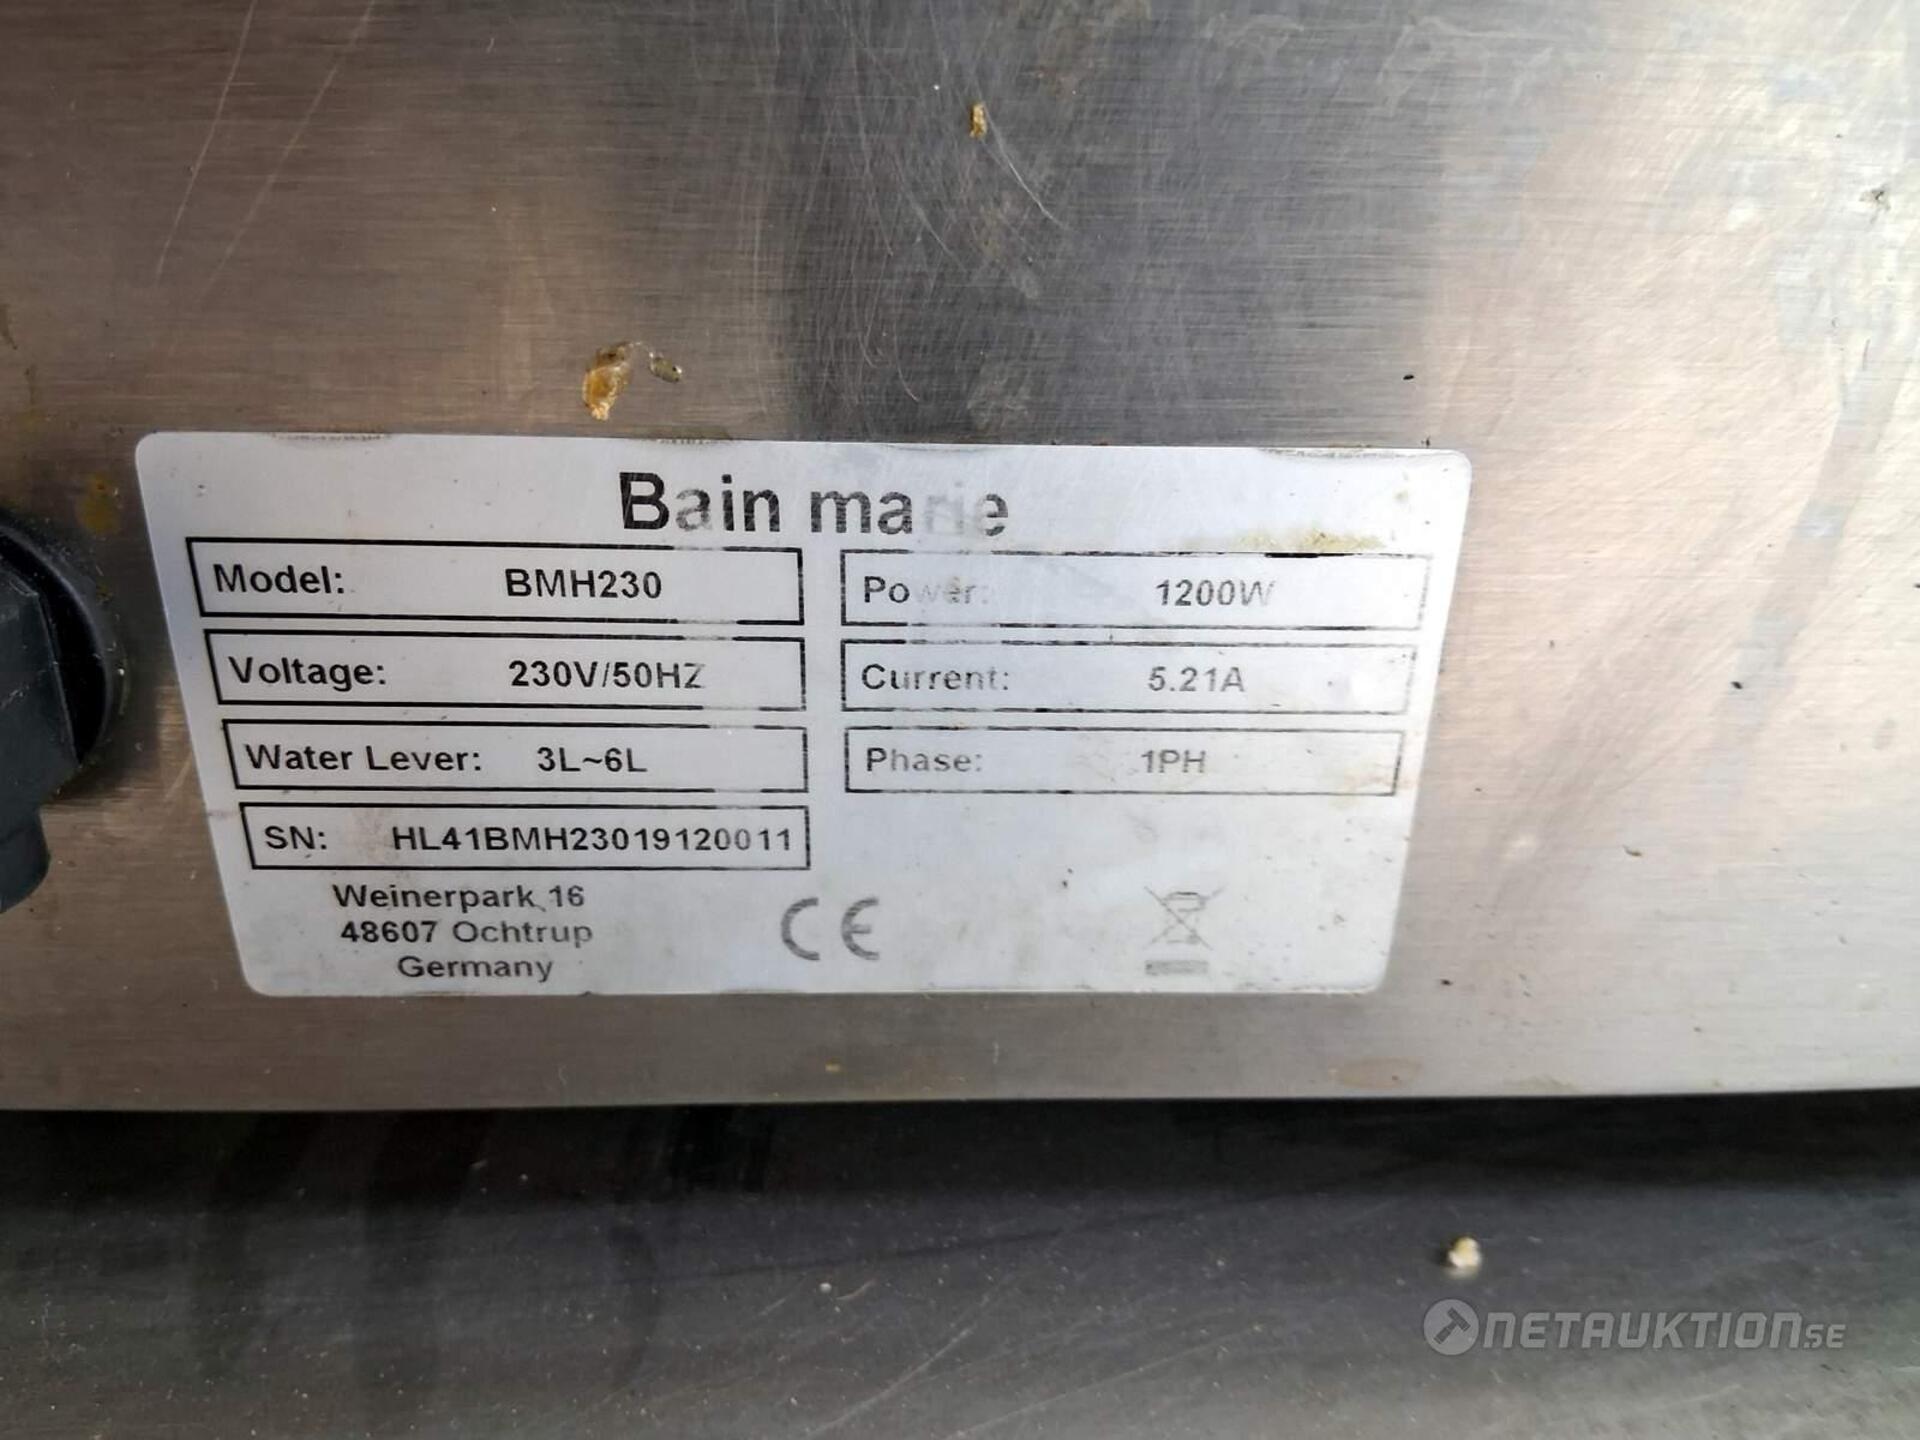 Bain marie
Model: BMH230
Power: 1200W
Voltage: 230V/50HZ
Current: 5.21A
Water Lever: 3L~6L
Phase: 1PH
SN: HL41BMH23019120011
Weinerpark 16
48607 Ochtrup
Germany
CE
NETAUKTION.SE